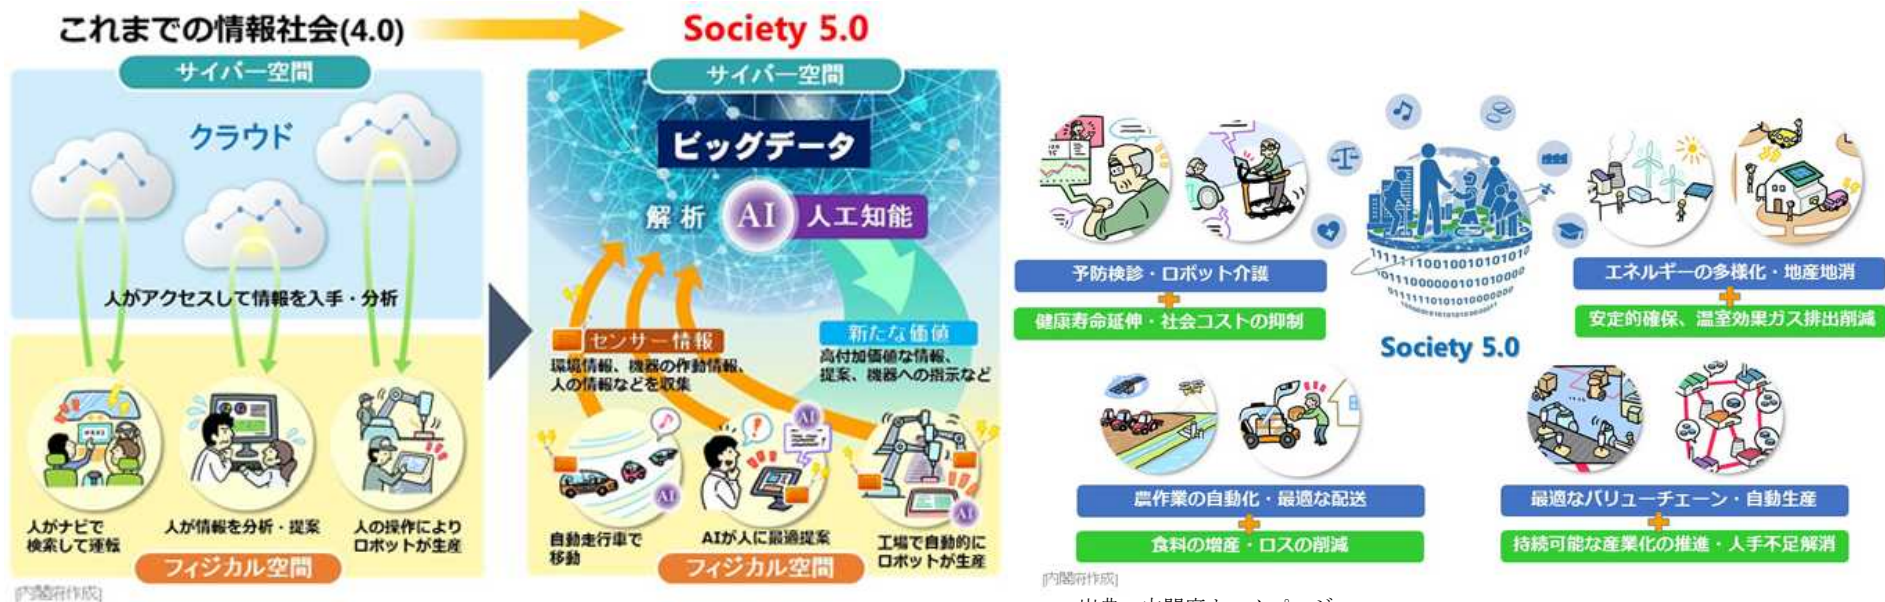 これまでの情報社会(4.0)
Society 5.0
サイバー空間
クラウド
人がアクセスして情報を入手・分析
人がナビで
検索して運転
人が情報を分析・提案
人の操作により
ロボットが生産
フィジカル空間
[内閣府作成]
サイバー空間
ビッグデータ
解析
AI
人工知能
センサー情報
環境情報、機器の作動情報、
人の情報などを収集
新たな価値
高付加価値な情報、
提案、機器への指示など
AI
AI
AI
自動走行車で
移動
AIが人に最適提案
工場で自動的に
ロボットが生産
フィジカル空間
予防検診・ロボット介護
健康寿命延伸・社会コストの抑制
エネルギーの多様化・地産地消
安定的確保、温室効果ガス排出削減
Society 5.0
農作業の自動化・最適な配送
食料の増産・ロスの削減
最適なバリューチェーン・自動生産
持続可能な産業化の推進・人手不足解消
[内閣府作成]